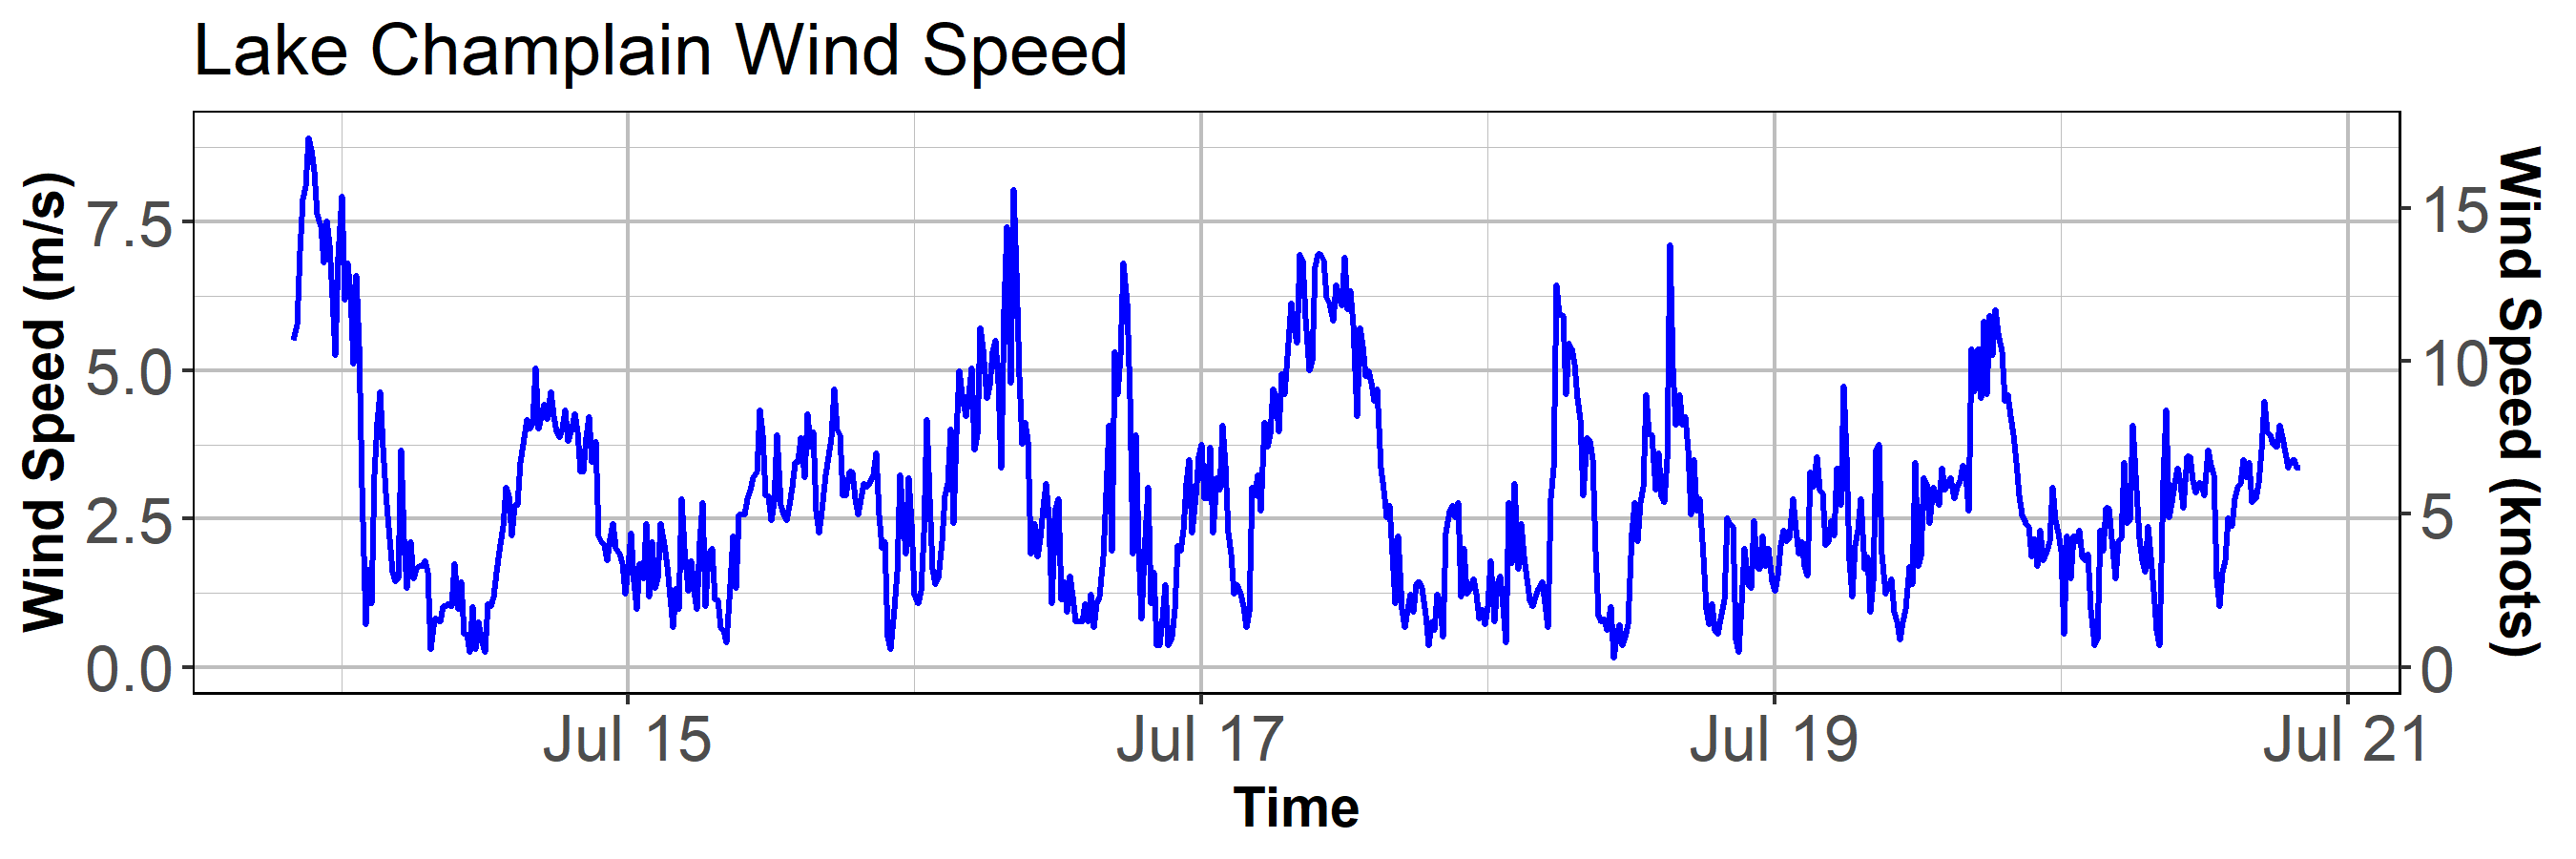 Lake Champlain Wind Speed
Wind Speed (m/s)
7.5
5.0
2.5
0.0
15
10
5
0
Wind Speed (knots)
Jul 15
Jul 17
Jul 19
Jul 21
Time